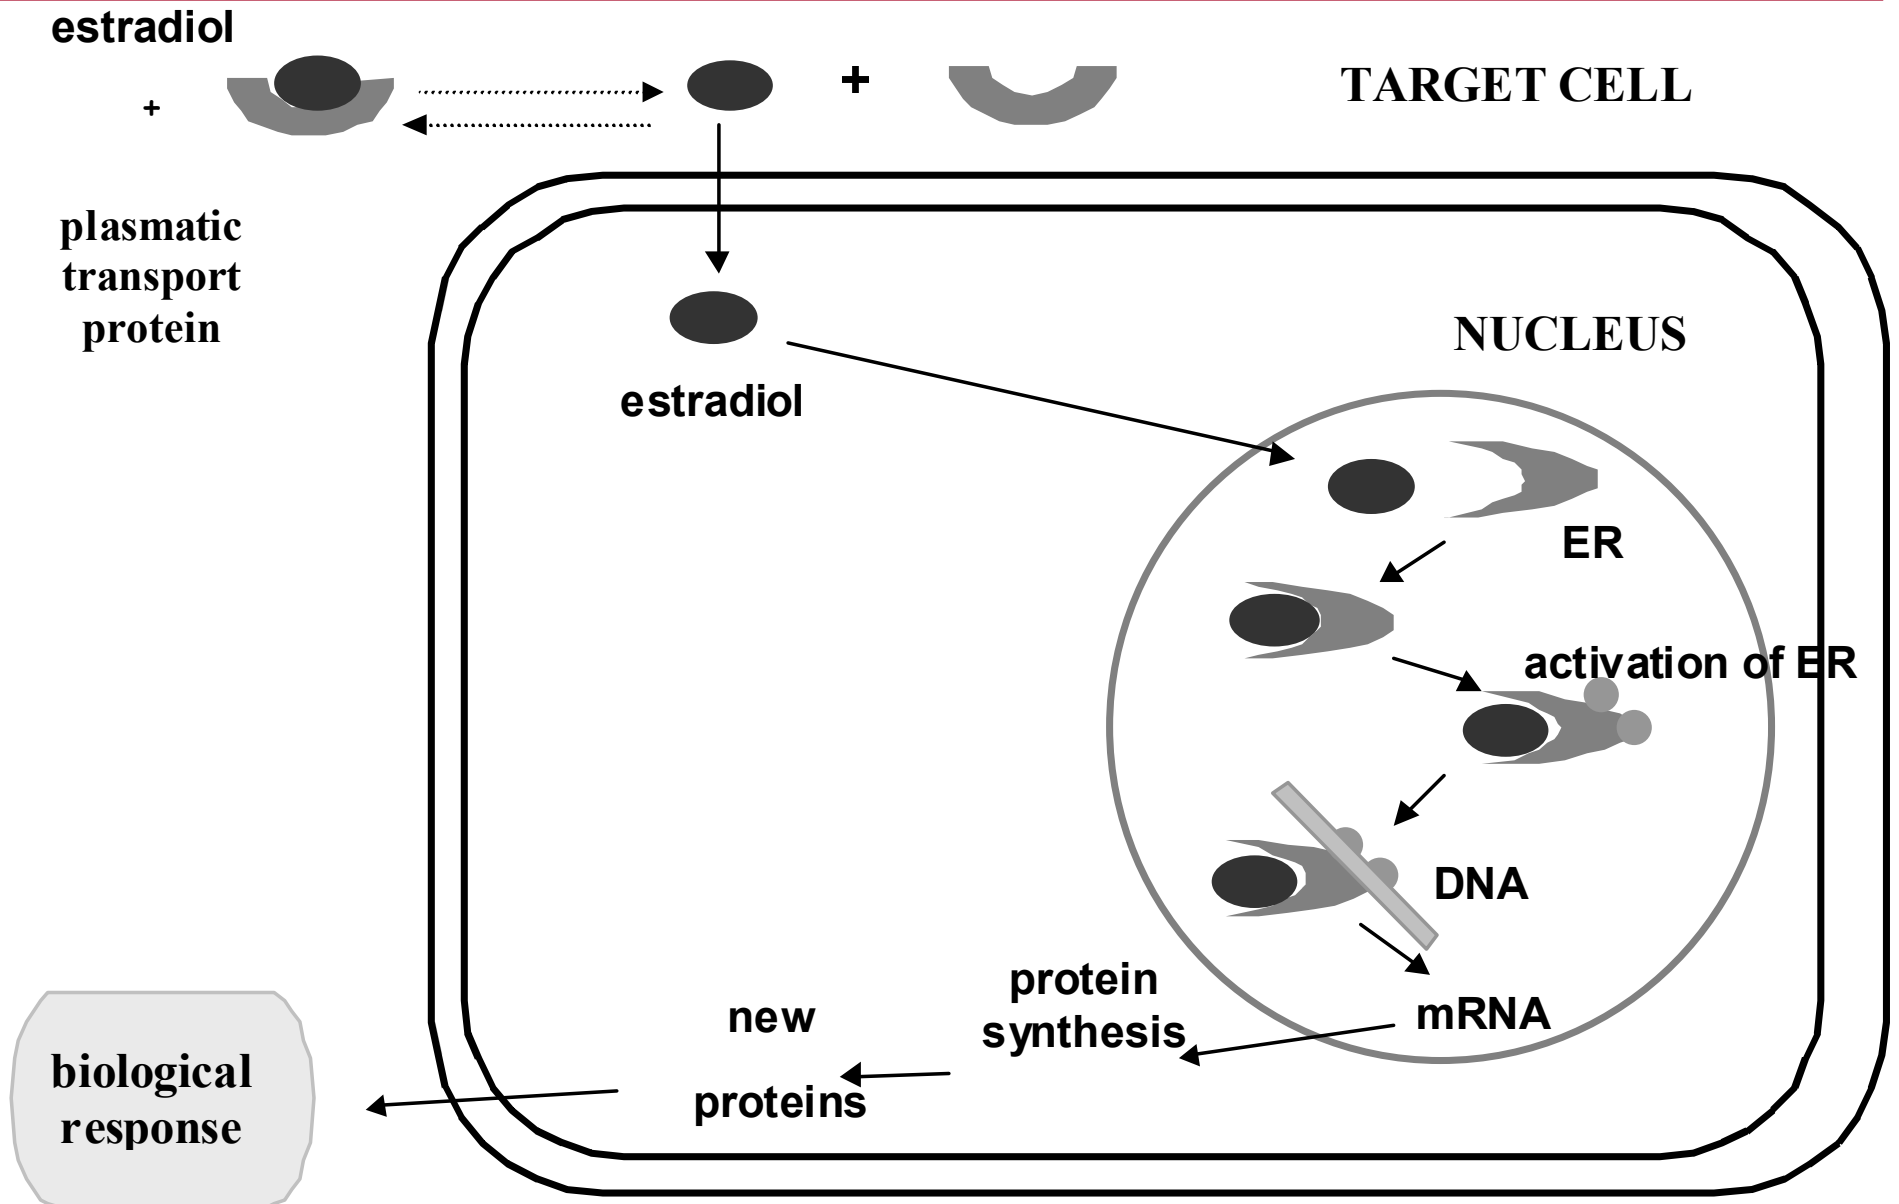 estradiol
+
+
TARGET CELL
plasmatic
transport
protein
NUCLEUS
estradiol
ER
activation of ER
DNA
mRNA
protein
synthesis
new
proteins
biological
response